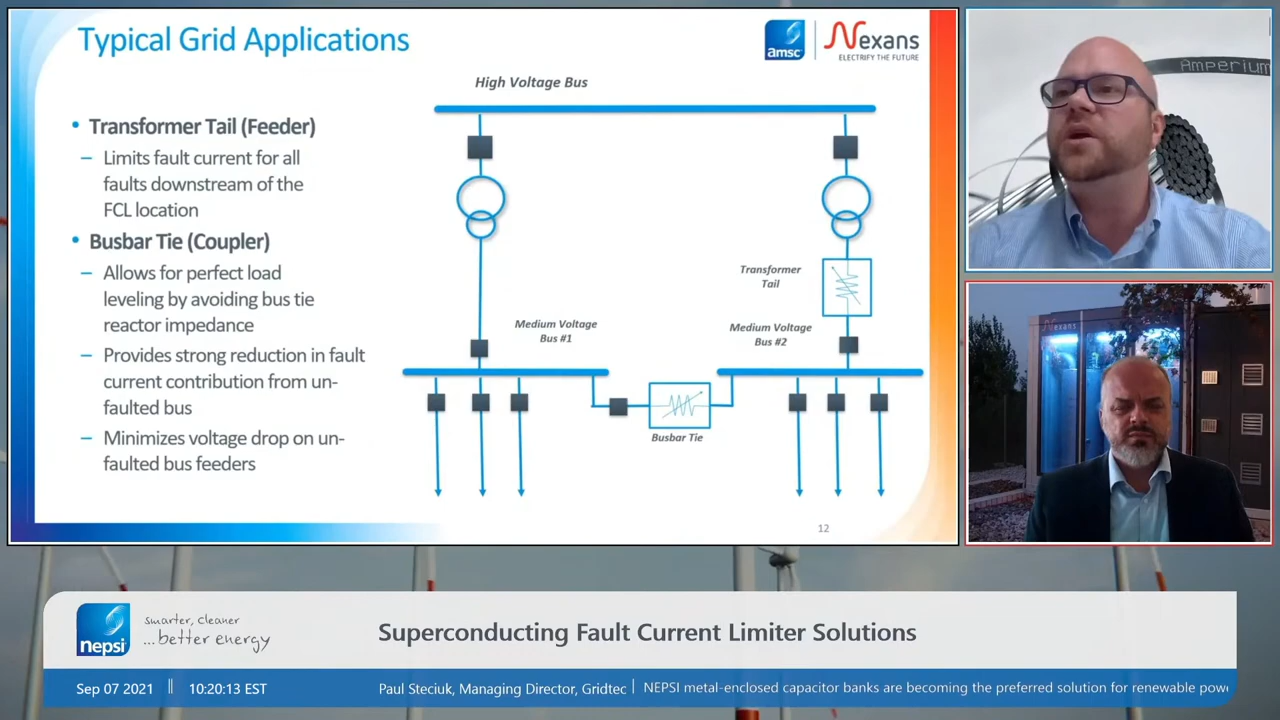 Typical Grid Applications
amsc
Nexans
ELECTRIFY THE FUTURE
Amperium
High Voltage Bus
• Transformer Tail (Feeder)
– Limits fault current for all
faults downstream of the
FCL location
• Busbar Tie (Coupler)
– Allows for perfect load
leveling by avoiding bus tie
reactor impedance
– Provides strong reduction in fault
current contribution from un-
faulted bus
– Minimizes voltage drop on un-
faulted bus feeders
Transformer
Tail
Medium Voltage
Bus #1
Medium Voltage
Bus #2
Busbar Tie
12
Nexans
nepsi
smarter, cleaner
...better energy
Superconducting Fault Current Limiter Solutions
Sep 07 2021
10:20:13 EST
Paul Steciuk, Managing Director, Gridtec
NEPSI metal-enclosed capacitor banks are becoming the preferred solution for renewable